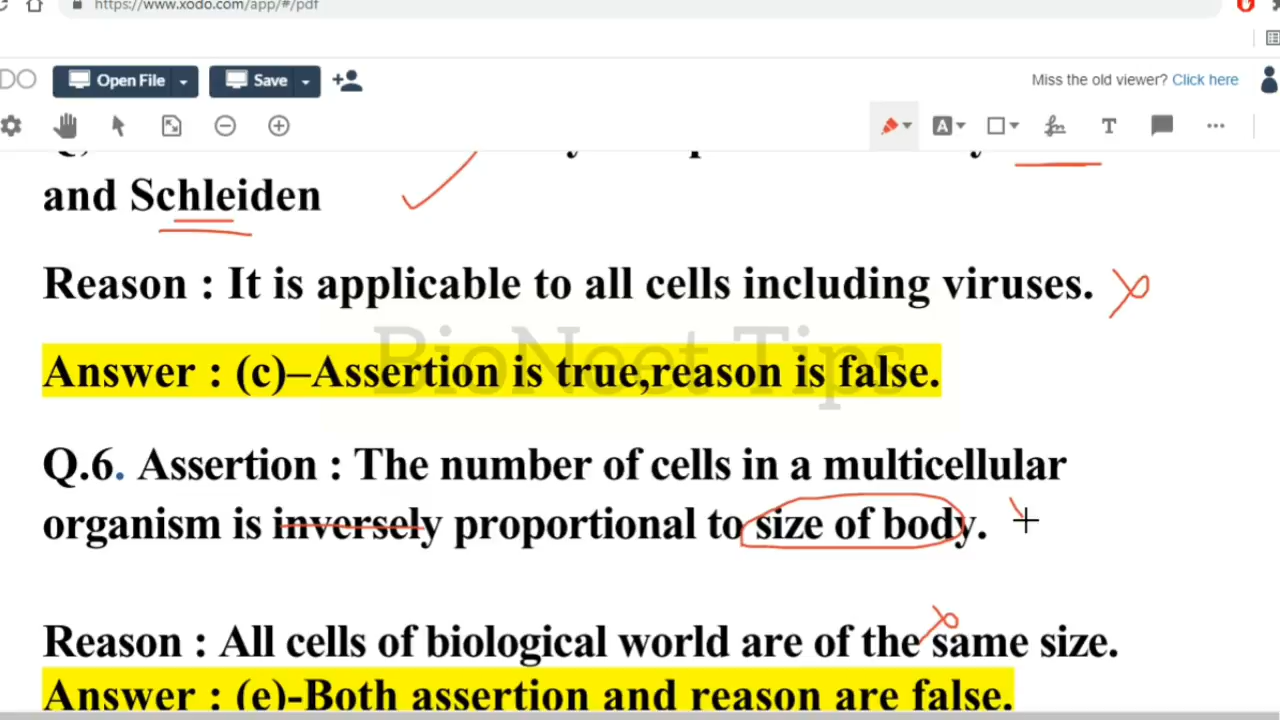 https://www.xodo.com/app/#/pdf
DO Open File Save Miss the old viewer? Click here
A T
and Schleiden
Reason : It is applicable to all cells including viruses.
BioNeet Tips
Answer : (c)–Assertion is true,reason is false.
Q.6. Assertion : The number of cells in a multicellular
organism is inversely proportional to size of body.
Reason : All cells of biological world are of the same size.
Answer : (e)-Both assertion and reason are false.